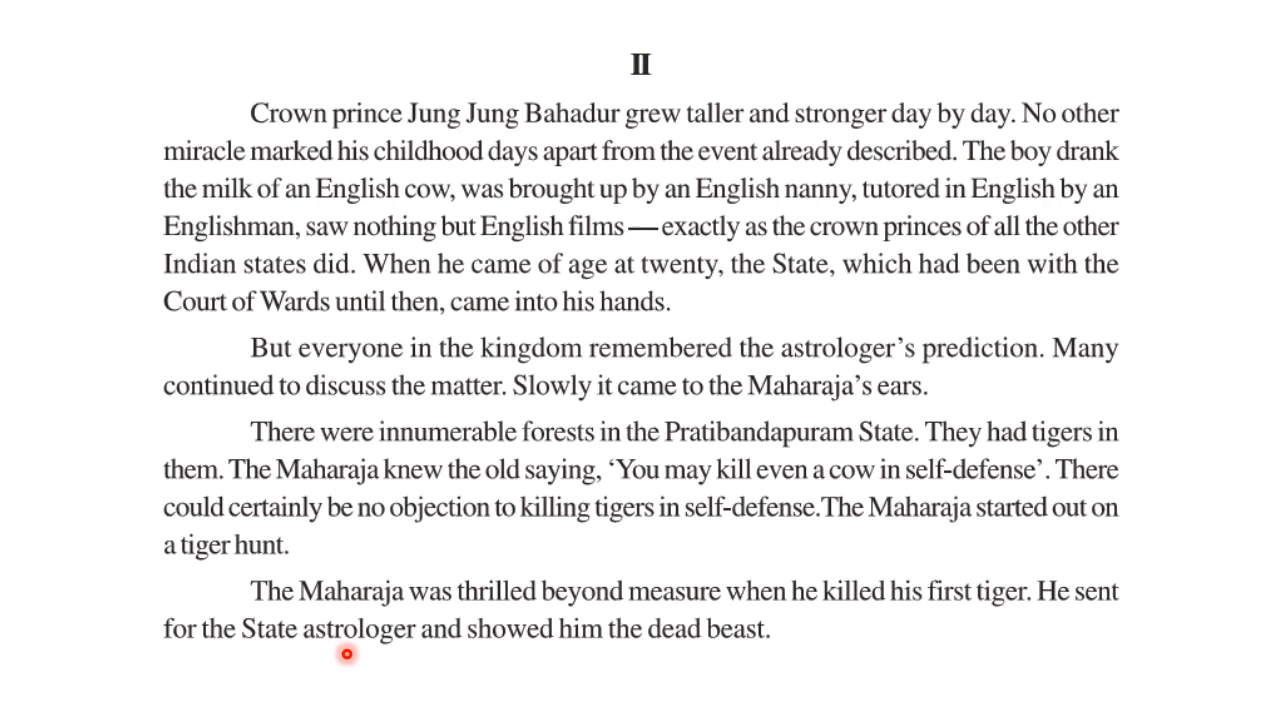 II
Crown prince Jung Jung Bahadur grew taller and stronger day by day. No other
miracle marked his childhood days apart from the event already described. The boy drank
the milk of an English cow, was brought up by an English nanny, tutored in English by an
Englishman, saw nothing but English films — exactly as the crown princes of all the other
Indian states did. When he came of age at twenty, the State, which had been with the
Court of Wards until then, came into his hands.
But everyone in the kingdom remembered the astrologer’s prediction. Many
continued to discuss the matter. Slowly it came to the Maharaja’s ears.
There were innumerable forests in the Pratibandapuram State. They had tigers in
them. The Maharaja knew the old saying, ‘You may kill even a cow in self-defense’. There
could certainly be no objection to killing tigers in self-defense.The Maharaja started out on
a tiger hunt.
The Maharaja was thrilled beyond measure when he killed his first tiger. He sent
for the State astrologer and showed him the dead beast.